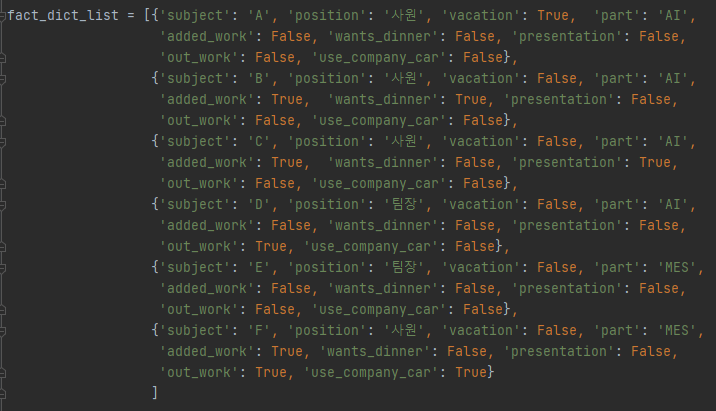 fact_dict_list = [{'subject': 'A', 'position': '사원', 'vacation': True, 'part': 'AI',
'added_work': False, 'wants_dinner': False, 'presentation': False,
'out_work': False, 'use_company_car': False},
{'subject': 'B', 'position': '사원', 'vacation': False, 'part': 'AI',
'added_work': True, 'wants_dinner': True, 'presentation': False,
'out_work': False, 'use_company_car': False},
{'subject': 'C', 'position': '사원', 'vacation': False, 'part': 'AI',
'added_work': True, 'wants_dinner': False, 'presentation': True,
'out_work': False, 'use_company_car': False},
{'subject': 'D', 'position': '팀장', 'vacation': False, 'part': 'AI',
'added_work': False, 'wants_dinner': False, 'presentation': False,
'out_work': True, 'use_company_car': False},
{'subject': 'E', 'position': '팀장', 'vacation': False, 'part': 'MES',
'added_work': False, 'wants_dinner': False, 'presentation': False,
'out_work': False, 'use_company_car': False},
{'subject': 'F', 'position': '사원', 'vacation': False, 'part': 'MES',
'added_work': True, 'wants_dinner': False, 'presentation': False,
'out_work': True, 'use_company_car': True}
]